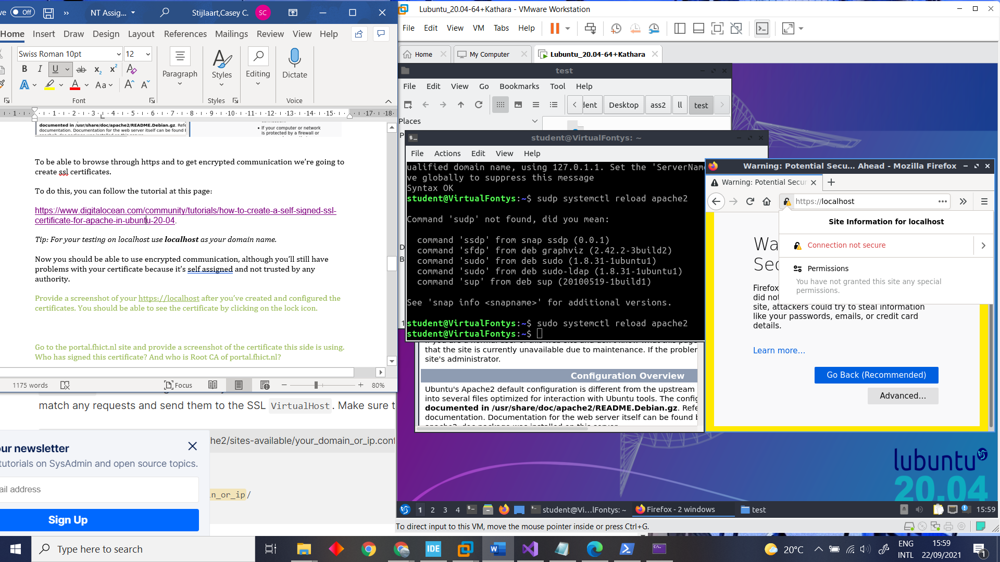 ve Off
NT Assig...
Stijlaart,Casey C.
SC
Home Insert Draw Design Layout References Mailings Review View Help
Swiss Roman 10pt
12
B I U ab x2 x2 A
A A Aa A A
Paragraph
Styles
Editing
Dictate
Font
Styles
Voice
documented in /usr/share/doc/apache2/README.Debian.gz. Refe
documentation. Documentation for the web server itself can be found
• If your computer or network
is protected by a firewall or
To be able to browse through https and to get encrypted communication we’re going to
create ssl certificates.
To do this, you can follow the tutorial at this page:
https://www.digitalocean.com/community/tutorials/how-to-create-a-self-signed-ssl-
certificate-for-apache-in-ubuntu-20-04.
Tip: For your testing on localhost use localhost as your domain name.
Now you should be able to use encrypted communication, although you’ll still have
problems with your certificate because it’s self assigned and not trusted by any
authority.
Provide a screenshot of your https://localhost after you’ve created and configured the
certificates. You should be able to see the certificate by clicking on the lock icon.
Go to the portal.fhict.nl site and provide a screenshot of the certificate this side is using.
Who has signed this certificate? And who is Root CA of portal.fhict.nl?
1175 words
Focus
80%
match any requests and send them to the SSL VirtualHost. Make sure t
our newsletter
tutorials on SysAdmin and open source topics.
ail address
Sign Up
he2/sites-available/your_domain_or_ip.conf
in_or_ip/
Lubuntu_20.04-64+Kathara - VMware Workstation
File Edit View VM Tabs Help
Home
My Computer
Lubuntu_20.04-64+Kathara
test
File Edit View Go Bookmarks Tool Help
dent
Desktop
ass2
ll
test
Places
student@VirtualFontys: ~
File Actions Edit View Help
ualified domain name, using 127.0.1.1. Set the 'ServerName
ve globally to suppress this message
Syntax OK
student@VirtualFontys:~$ sudp systemctl reload apache2
Command 'sudp' not found, did you mean:
command 'ssdp' from snap ssdp (0.0.1)
command 'sfdp' from deb graphviz (2.42.2-3build2)
command 'sudo' from deb sudo (1.8.31-1ubuntu1)
command 'sudo' from deb sudo-ldap (1.8.31-1ubuntu1)
command 'sup' from deb sup (20100519-1build1)
See 'snap info <snapname>' for additional versions.
student@VirtualFontys:~$ sudo systemctl reload apache2
student@VirtualFontys:~$
that the site is currently unavailable due to maintenance. If the problem
site's administrator.
Configuration Overview
Ubuntu's Apache2 default configuration is different from the upstream
into several files optimized for interaction with Ubuntu tools. The config
documented in /usr/share/doc/apache2/README.Debian.gz. Refe
documentation. Documentation for the web server itself can be found b
Warning: Potential Secu... Ahead - Mozilla Firefox
Warning: Potential Secur
https://localhost
Site Information for localhost
Connection not secure
Permissions
You have not granted this site any special
permissions.
Wa
Sec
Firefox
did not
site, attackers could try to steal information
like your passwords, emails, or credit card
details.
Learn more…
Go Back (Recommended)
Advanced…
lubuntu
20.04
1 2 3 4
student@Vi...lFontys: ~
Firefox - 2 windows
test
15:59
To direct input to this VM, move the mouse pointer inside or press Ctrl+G.
Type here to search
IDE
20°C
ENG
INTL
15:59
22/09/2021
1